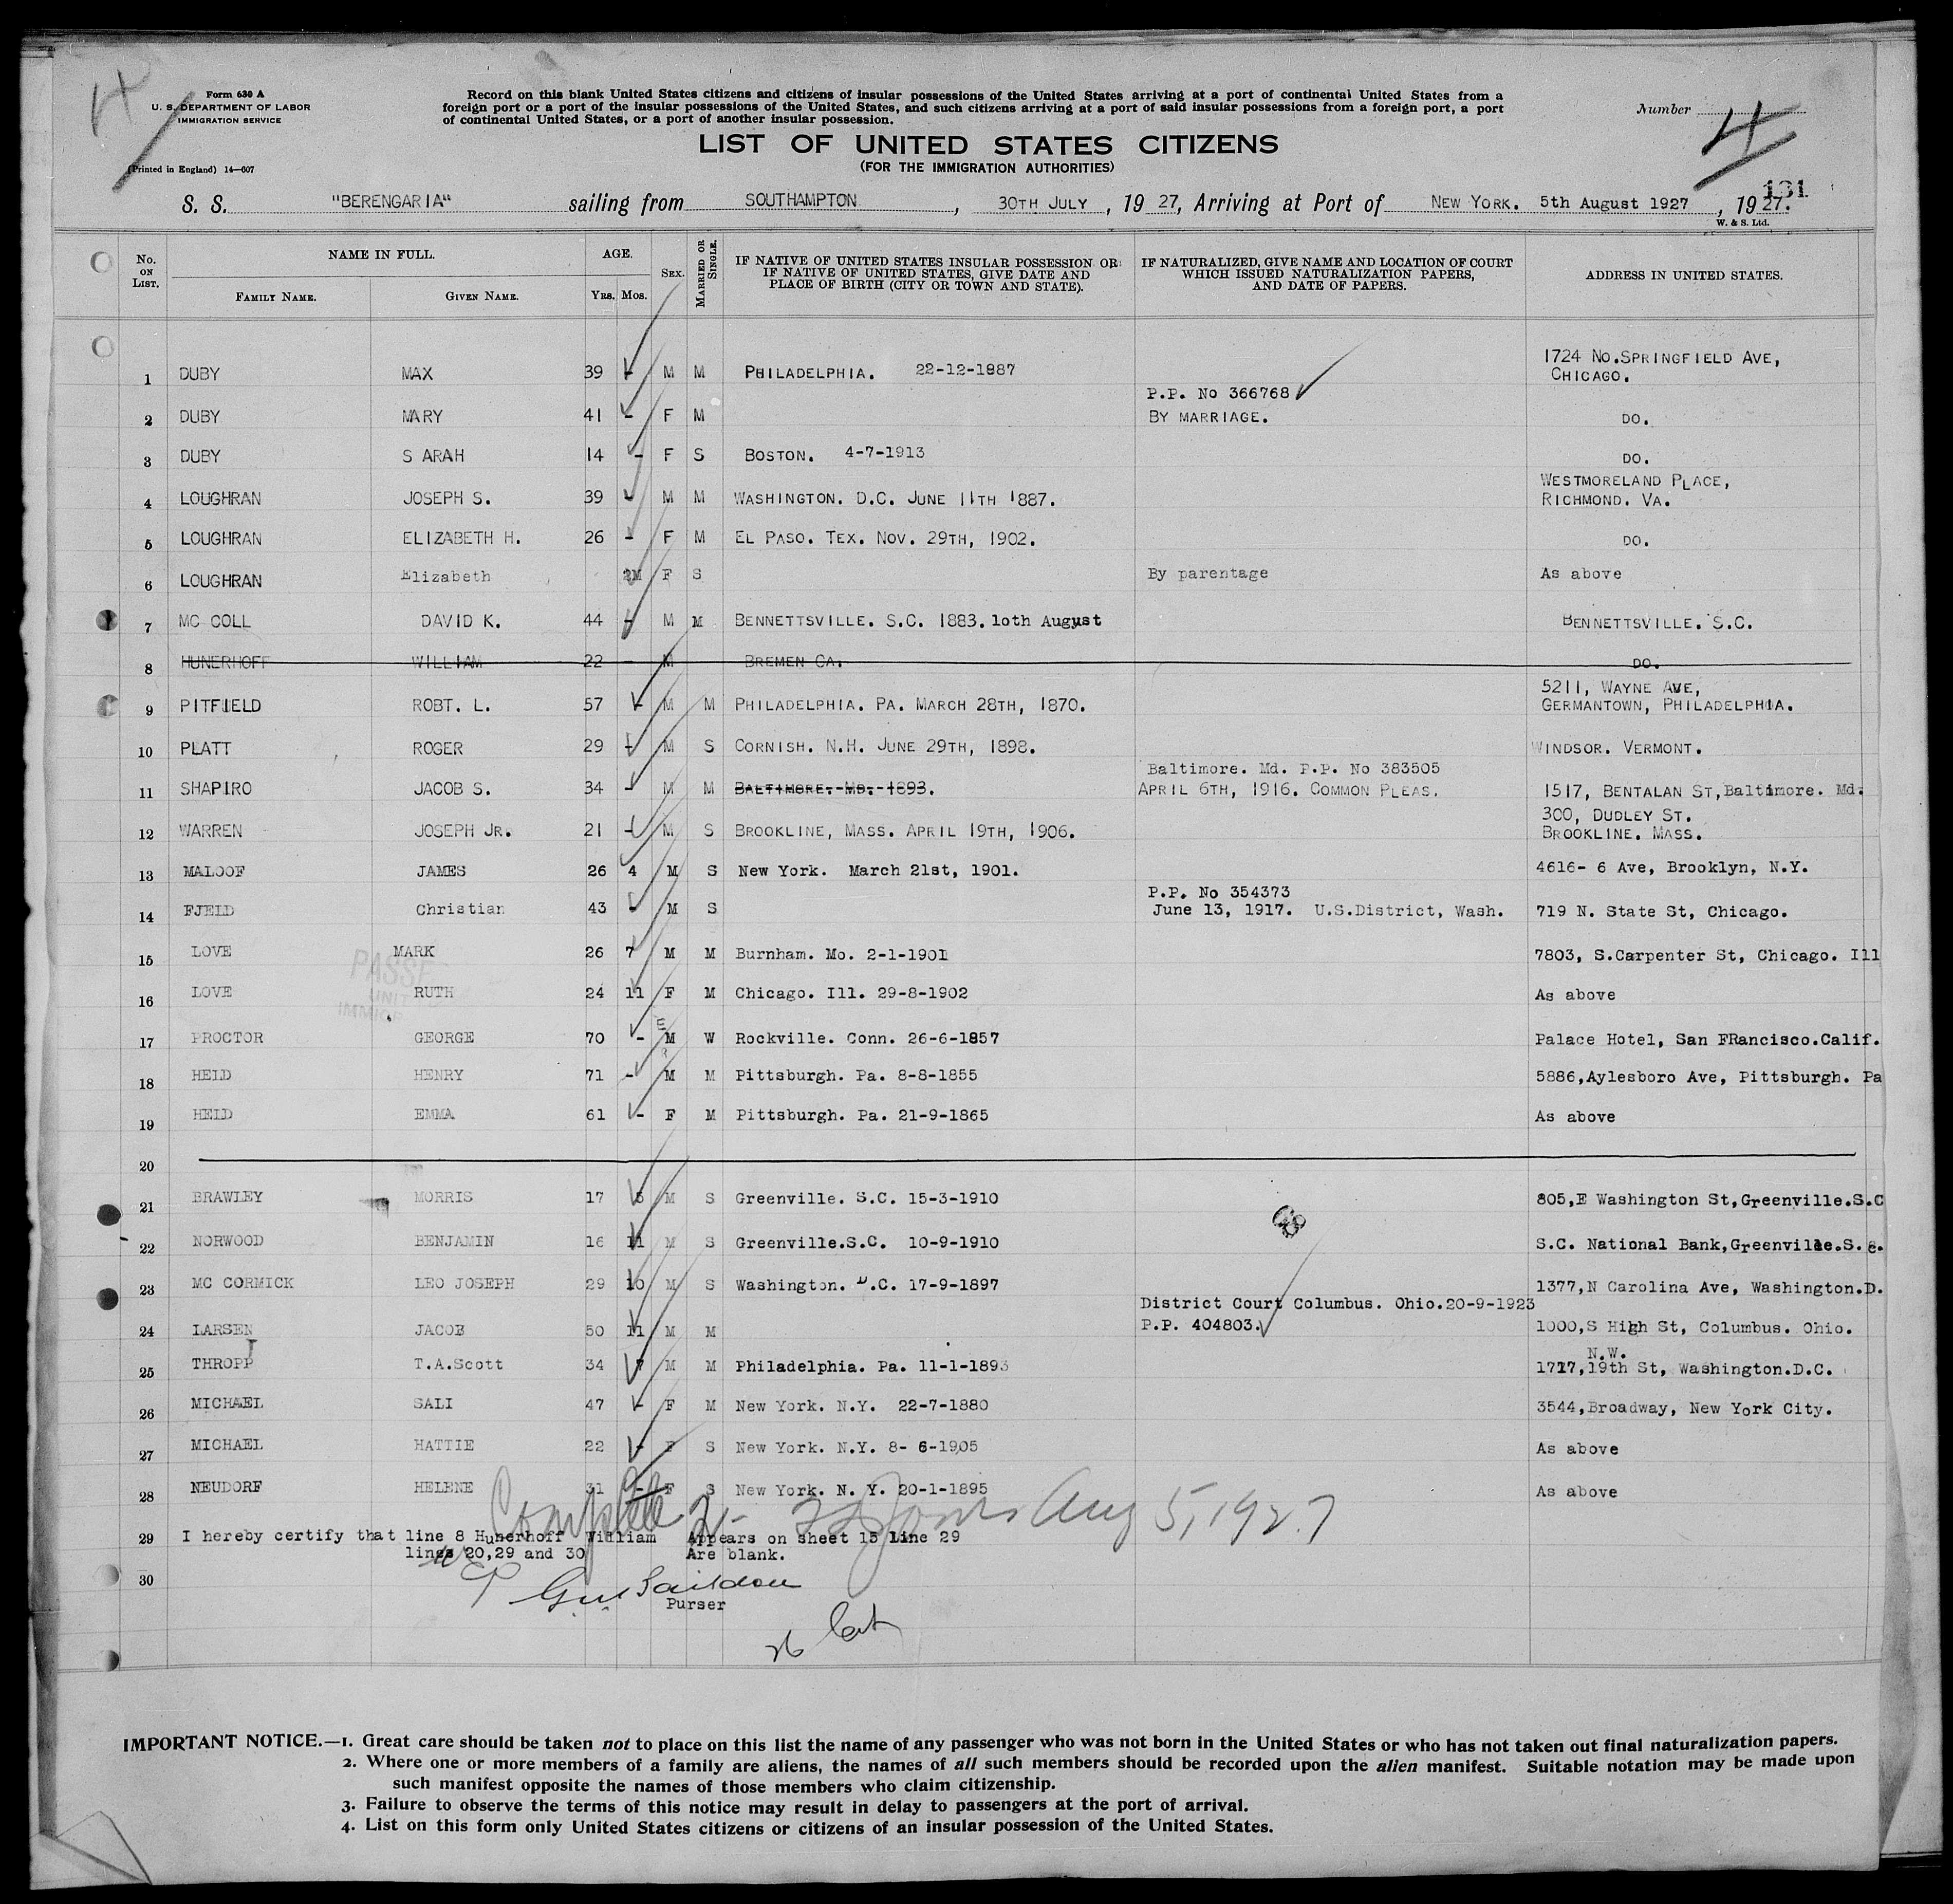 4
Form 630 A
U. S. DEPARTMENT OF LABOR
IMMIGRATION SERVICE
(Printed in England) 14—607
Record on this blank United States citizens and citizens of insular possessions of the United States arriving at a port of continental United States from a
foreign port or a port of the insular possessions of the United States, and such citizens arriving at a port of said insular possessions from a foreign port, a port
of continental United States, or a port of another insular possession.
Number 4
LIST OF UNITED STATES CITIZENS
(FOR THE IMMIGRATION AUTHORITIES)
131
S. S. "BERENGARIA" sailing from SOUTHAMPTON, 30TH JULY, 19 27, Arriving at Port of NEW YORK. 5th August 1927, 1927.
W. & S. Ltd.
No. ON LIST. NAME IN FULL. AGE. SEX. MARRIED OR SINGLE. IF NATIVE OF UNITED STATES INSULAR POSSESSION OR IF NATIVE OF UNITED STATES, GIVE DATE AND PLACE OF BIRTH (CITY OR TOWN AND STATE). IF NATURALIZED, GIVE NAME AND LOCATION OF COURT WHICH ISSUED NATURALIZATION PAPERS, AND DATE OF PAPERS. ADDRESS IN UNITED STATES.
FAMILY NAME. GIVEN NAME. YRS. MOS.
1 DUBY MAX 39 - M M PHILADELPHIA. 22-12-1887 1724 NO.SPRINGFIELD AVE, CHICAGO.
P.P. NO 366768
2 DUBY MARY 41 - F M BY MARRIAGE. DO.
3 DUBY S ARAH 14 - F S BOSTON. 4-7-1913 DO.
4 LOUGHRAN JOSEPH S. 39 - M M WASHINGTON. D.C. JUNE 11TH 1887. WESTMORELAND PLACE, RICHMOND. VA.
5 LOUGHRAN ELIZABETH H. 26 - F M EL PASO. TEX. NOV. 29TH, 1902. DO.
6 LOUGHRAN Elizabeth 2M F S By parentage As above
7 MC COLL DAVID K. 44 - M M BENNETTSVILLE. S.C. 1883. 10th August BENNETTSVILLE. S.C.
8 HUNERHOFF WILLIAM 22 - M BREMEN GA. DO.
9 PITFIELD ROBT. L. 57 - M M PHILADELPHIA. PA. MARCH 28TH, 1870. 5211, WAYNE AVE, GERMANTOWN, PHILADELPHIA.
10 PLATT ROGER 29 - M S CORNISH. N.H. JUNE 29TH, 1898. WINDSOR. VERMONT.
Baltimore. Md. P.P. No 383505
11 SHAPIRO JACOB S. 34 - M M BALTIMORE. MD. 1893. APRIL 6TH, 1916. COMMON PLEAS. 1517, BENTALAN ST,Baltimore. Md.
12 WARREN JOSEPH JR. 21 - M S BROOKLINE, MASS. APRIL 19TH, 1906. 300, DUDLEY ST. BROOKLINE. MASS.
13 MALOOF JAMES 26 4 M S New York. March 21st, 1901. 4616- 6 Ave, Brooklyn, N.Y.
P.P. No 354373
14 FJELD Christian 43 - M S June 13, 1917. U.S.District, Wash. 719 N. State St, Chicago.
15 LOVE MARK 26 7 M M Burnham. Mo. 2-1-1901 7803, S.Carpenter St, Chicago. Ill
16 LOVE RUTH 24 11 F M Chicago. Ill. 29-8-1902 As above
17 PROCTOR GEORGE 70 - M W Rockville. Conn. 26-6-1857 Palace Hotel, San FRancisco.Calif.
18 HELD HENRY 71 - M M Pittsburgh. Pa. 8-8-1855 5886,Aylesboro Ave, Pittsburgh. Pa
19 HELD EMMA 61 - F M Pittsburgh. Pa. 21-9-1865 As above
20
21 BRAWLEY MORRIS 17 5 M S Greenville. S.C. 15-3-1910 805,E Washington St,Greenville.S.C
22 NORWOOD BENJAMIN 16 11 M S Greenville.S.C. 10-9-1910 S.C. National Bank,Greenville.S.C.
23 MC CORMICK LEO JOSEPH 29 10 M S Washington. D.C. 17-9-1897 1377,N Carolina Ave, Washington.D.
District Court Columbus. Ohio.20-9-1923
24 LARSEN JACOB 50 11 M M P.P. 404803. 1000,S High St, Columbus. Ohio.
25 THROPP T.A.Scott 34 7 M M Philadelphia. Pa. 11-1-1893 1717,19th St, N.W. Washington.D.C.
26 MICHAEL SALI 47 - F M New York. N.Y. 22-7-1880 3544,Broadway, New York City.
27 MICHAEL HATTIE 22 - F S New York. N.Y. 8- 6-1905 As above
28 NEUDORF HELENE 31 - F S New York. N. Y. 20-1-1895 As above
Complete Aug 5, 1927
29 I hereby certify that line 8 Hunerhoff William Appears on sheet 15 line 29
lines 20,29 and 30 Are blank.
30
Purser
26
IMPORTANT NOTICE.—1. Great care should be taken not to place on this list the name of any passenger who was not born in the United States or who has not taken out final naturalization papers.
2. Where one or more members of a family are aliens, the names of all such members should be recorded upon the alien manifest. Suitable notation may be made upon
such manifest opposite the names of those members who claim citizenship.
3. Failure to observe the terms of this notice may result in delay to passengers at the port of arrival.
4. List on this form only United States citizens or citizens of an insular possession of the United States.